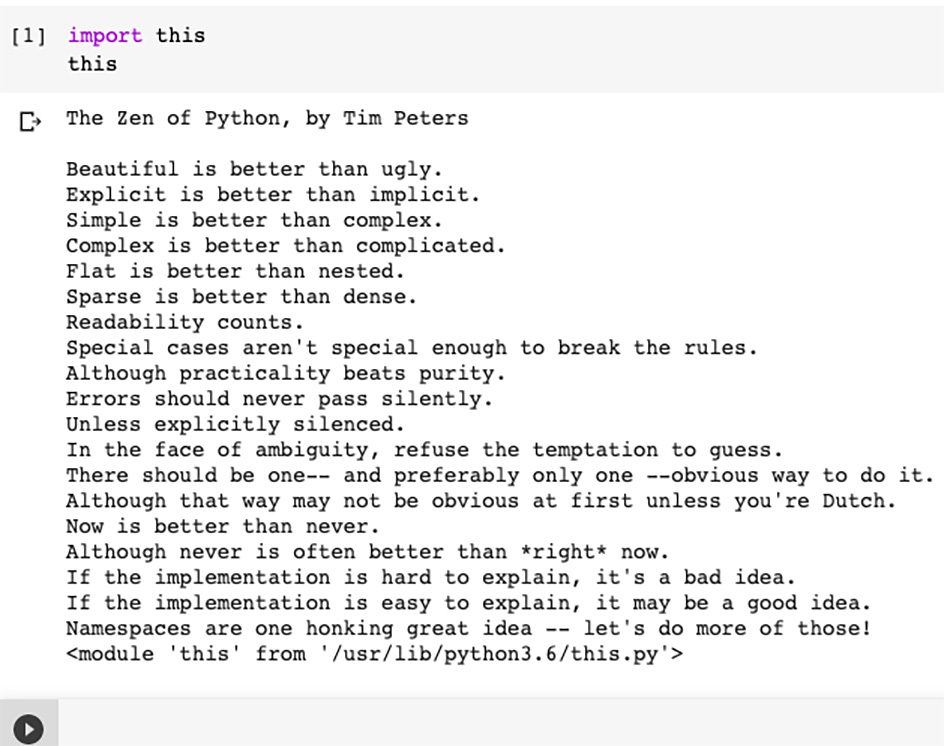 [1] import this
this
The Zen of Python, by Tim Peters
Beautiful is better than ugly.
Explicit is better than implicit.
Simple is better than complex.
Complex is better than complicated.
Flat is better than nested.
Sparse is better than dense.
Readability counts.
Special cases aren't special enough to break the rules.
Although practicality beats purity.
Errors should never pass silently.
Unless explicitly silenced.
In the face of ambiguity, refuse the temptation to guess.
There should be one-- and preferably only one --obvious way to do it.
Although that way may not be obvious at first unless you're Dutch.
Now is better than never.
Although never is often better than *right* now.
If the implementation is hard to explain, it's a bad idea.
If the implementation is easy to explain, it may be a good idea.
Namespaces are one honking great idea -- let's do more of those!
<module 'this' from '/usr/lib/python3.6/this.py'>